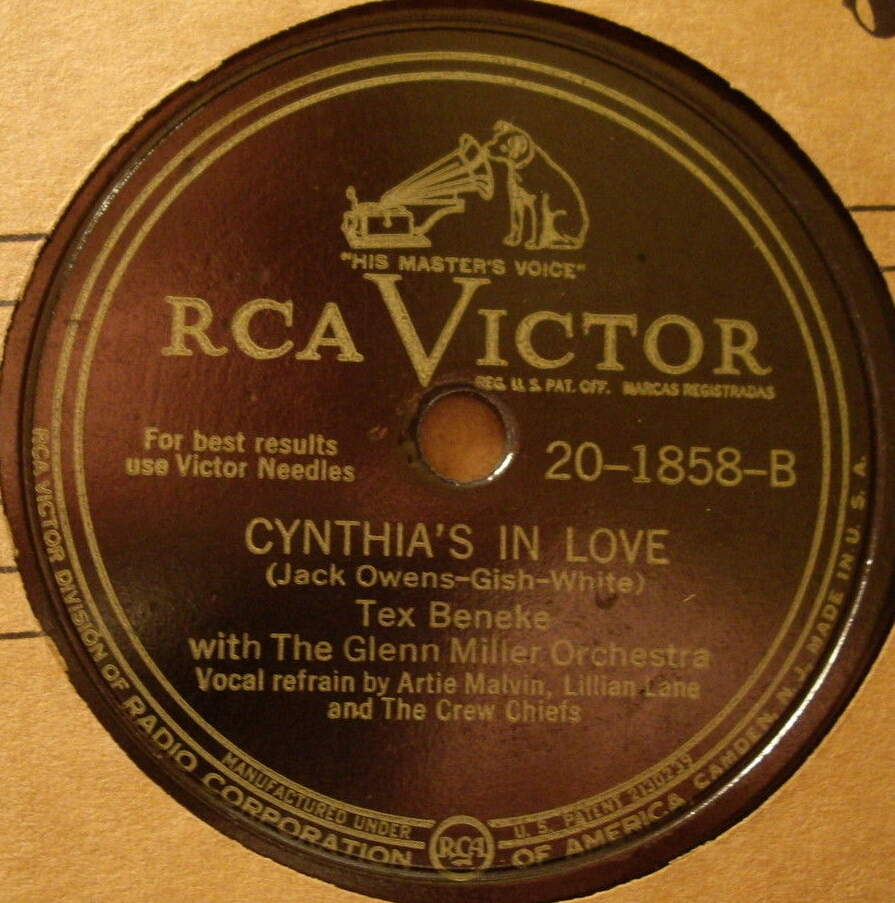 "HIS MASTER'S VOICE"
RCA VICTOR
REG. U. S. PAT. OFF. MARCAS REGISTRADAS
For best results
use Victor Needles
20-1858-B
CYNTHIA'S IN LOVE
(Jack Owens-Gish-White)
Tex Beneke
with The Glenn Miller Orchestra
Vocal refrain by Artie Malvin, Lillian Lane
and The Crew Chiefs
MANUFACTURED UNDER U. S. PATENT 2130239
RCA VICTOR DIVISION OF RADIO CORPORATION OF AMERICA, CAMDEN, N. J. MADE IN U. S. A.
RCA